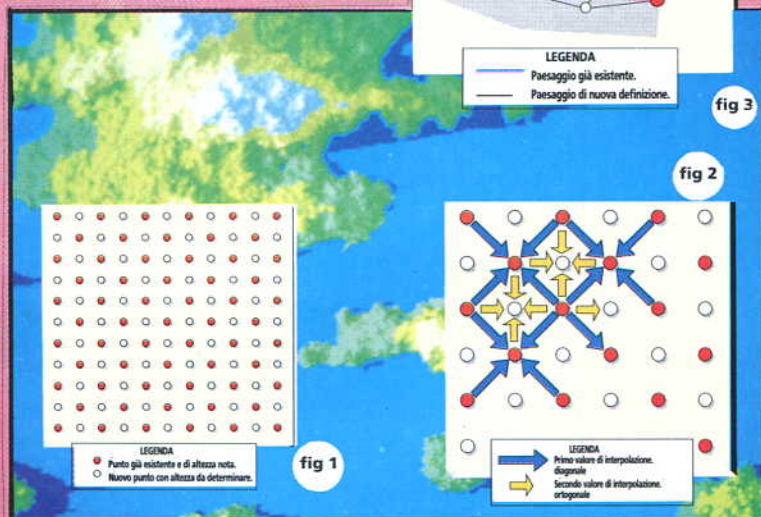 LEGENDA
Paesaggio già esistente.
Paesaggio di nuova definizione.
fig 3
fig 2
LEGENDA
Punto già esistente e di altezza nota.
Nuovo punto con altezza da determinare.
fig 1
LEGENDA
Primo valore di interpolazione.
diagonale
Secondo valore di interpolazione.
ortogonale